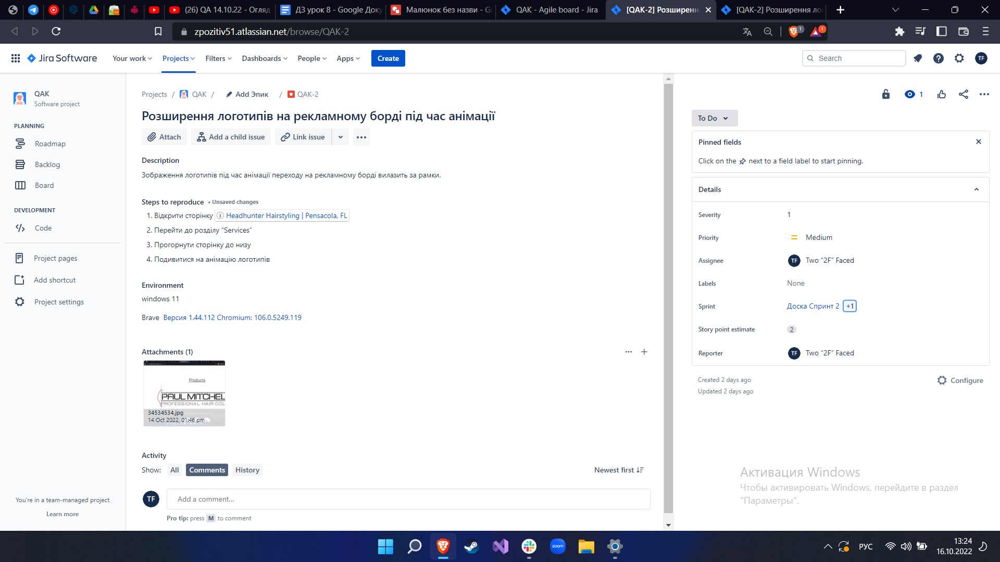 (26) QA 14.10.22 - Огляд
ДЗ урок 8 - Google Доку
Малюнок без назви - Go
QAK - Agile board - Jira
[QAK-2] Розширенн
[QAK-2] Розширення ло
zpozitiv51.atlassian.net/browse/QAK-2
1
1
Jira Software
Your work
Projects
Filters
Dashboards
People
Apps
Create
Search
TF
QAK
Software project
PLANNING
Roadmap
Backlog
Board
DEVELOPMENT
Code
Project pages
Add shortcut
Project settings
You're in a team-managed project
Learn more
Projects / QAK / Add Эпик / QAK-2
Розширення логотипів на рекламному борді під час анімації
Attach
Add a child issue
Link issue
Description
Зображення логотипів під час анімації переходу на рекламному борді вилазить за рамки.
Steps to reproduce • Unsaved changes
1. Відкрити сторінку Headhunter Hairstyling | Pensacola, FL
2. Перейти до розділу “Services”
3. Прогорнути сторінку до низу
4. Подивитися на анімацію логотипів
Environment
windows 11
Brave Версия 1.44.112 Chromium: 106.0.5249.119
Attachments (1)
Products
PAUL MITCHEL
PROFESSIONAL HAIR COL
34534534.jpg
14 Oct 2022, 01:46 pm
Activity
Show: All Comments History
Newest first
TF
Add a comment...
Pro tip: press M to comment
1
To Do
Pinned fields
Click on the next to a field label to start pinning.
Details
Severity 1
Priority Medium
Assignee TF Two “2F” Faced
Labels None
Sprint Доска Спринт 2 +1
Story point estimate 2
Reporter TF Two “2F” Faced
Created 2 days ago
Updated 2 days ago
Configure
Активация Windows
Чтобы активировать Windows, перейдите в раздел
"Параметры".
zoom
РУС
13:24
16.10.2022